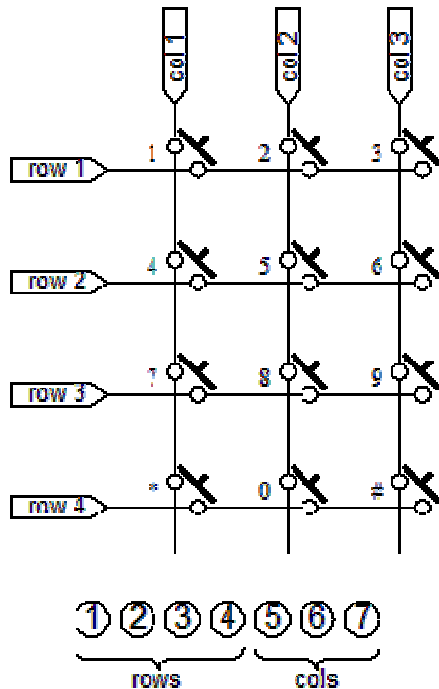 col 1 col 2 col 3
row 1 1 2 3
row 2 4 5 6
row 3 7 8 9
row 4 * 0 #
1 2 3 4 5 6 7
rows cols